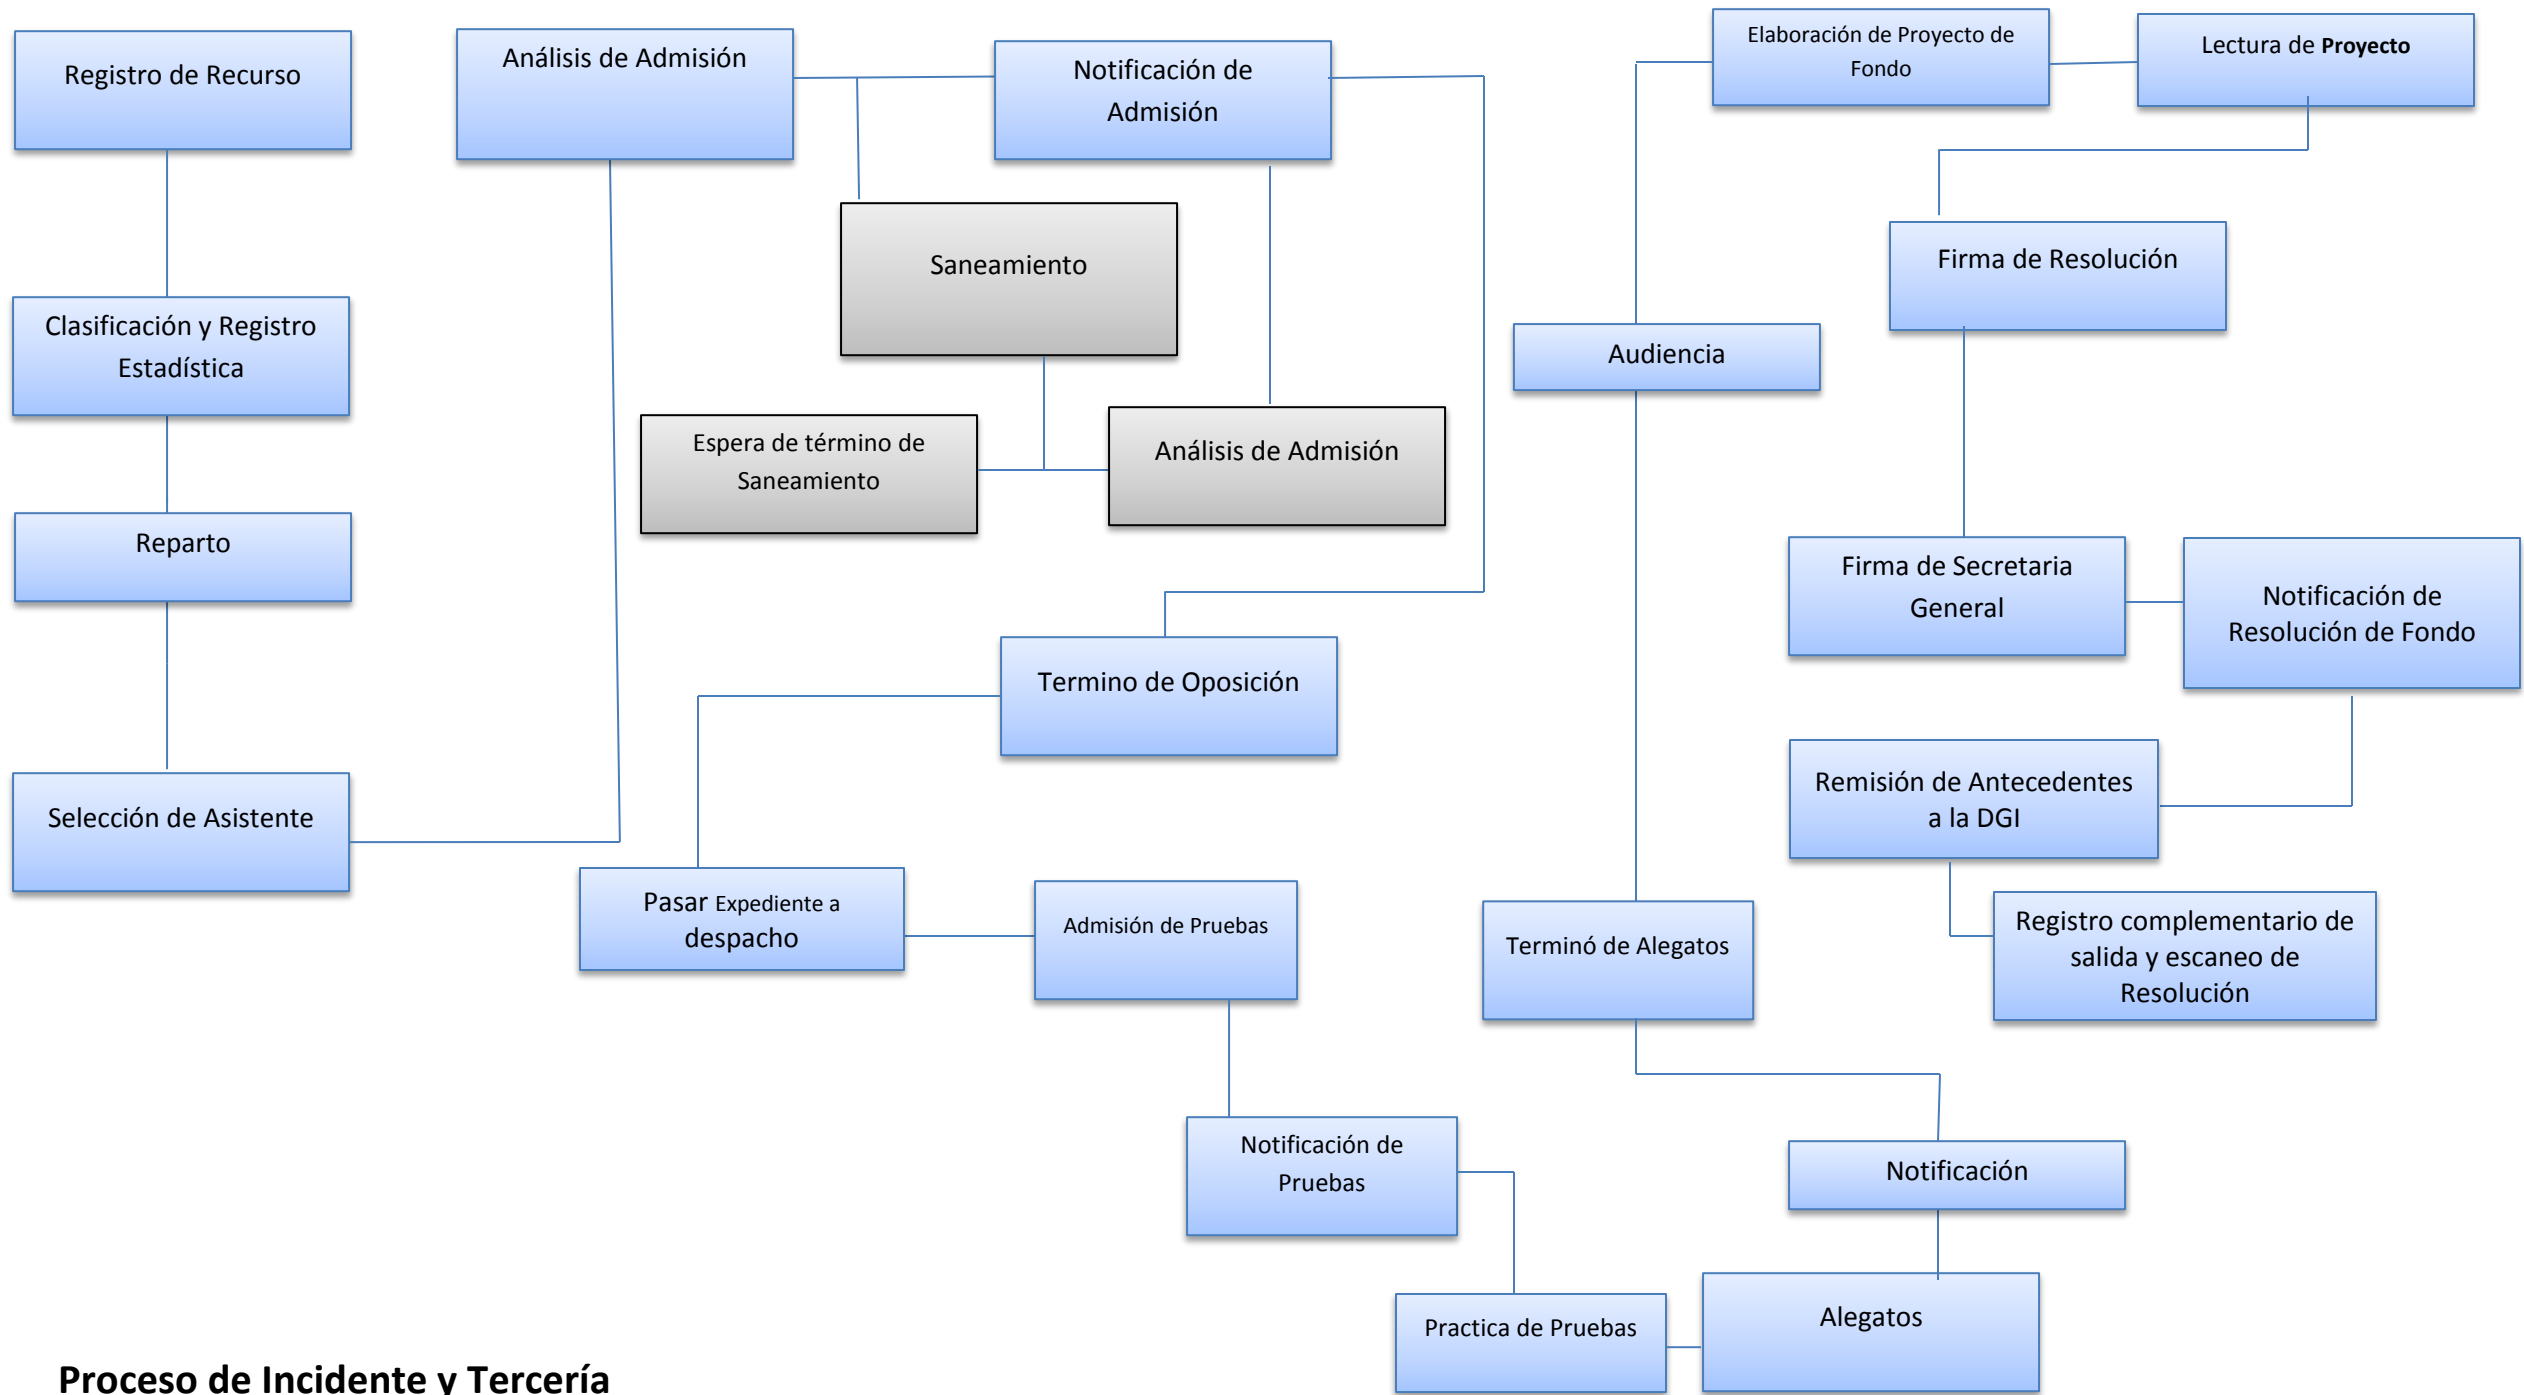 Registro de Recurso
Clasificación y Registro
Estadística
Reparto
Selección de Asistente
Análisis de Admisión
Notificación de
Admisión
Saneamiento
Espera de término de
Saneamiento
Análisis de Admisión
Termino de Oposición
Pasar Expediente a
despacho
Admisión de Pruebas
Notificación de
Pruebas
Practica de Pruebas
Alegatos
Notificación
Terminó de Alegatos
Audiencia
Elaboración de Proyecto de
Fondo
Lectura de Proyecto
Firma de Resolución
Firma de Secretaria
General
Notificación de
Resolución de Fondo
Remisión de Antecedentes
a la DGI
Registro complementario de
salida y escaneo de
Resolución
Proceso de Incidente y Tercería